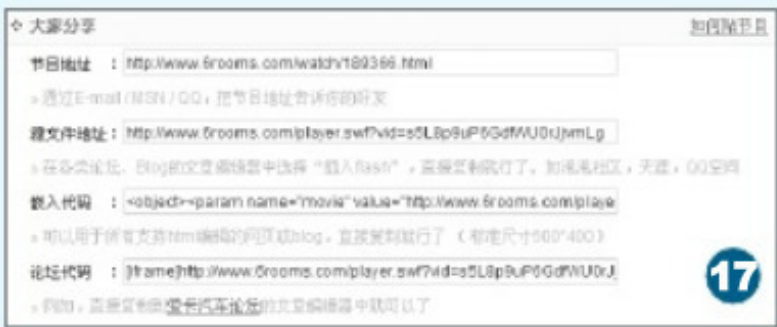 大家分享 如何贴节目
节目地址 : http://www.6rooms.com/watch/189366.html
通过E-mail / MSN / QQ，把节目地址告诉你的好友
源文件地址 : http://www.6rooms.com/player.swf?vid=s5L8p9uP6GdfWU0rJjvmLg
在各类论坛、Blog的文章编辑器中选择“插入flash”，直接复制就行了。如泡泡社区，天涯，QQ空间
嵌入代码 : <object><param name="movie" value="http://www.6rooms.com/playe
可以用于所有支持html编辑的网页或blog，直接复制就行了（标准尺寸500*400）
论坛代码 : [iframe]http://www.6rooms.com/player.swf?vid=s5L8p9uP6GdfWU0rJ
例如，直接复制到爱卡汽车论坛的文章编辑器中就可以了
17